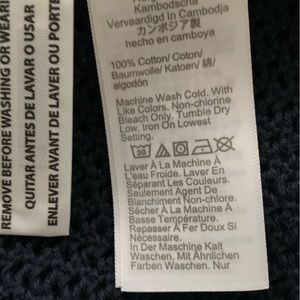 REMOVE BEFORE WASHING OR WEARI
QUITAR ANTES DE LAVAR O USAR
ENLEVER AVANT DE LAVER OU PORTE
Kambodscha
Vervaardigd In Cambodja
カンボジア製
hecho en camboya
100% Cotton/ Coton/
Baumwolle/ Katoen/ 綿/
algodón
Machine Wash Cold. With
Like Colors. Non-chlorine
Bleach Only. Tumble Dry
Low. Iron On Lowest
Setting.
30
Laver À La Machine À
L'eau Froide. Laver En
Séparant Les Couleurs.
Seulement Agent De
Blanchiment Non-chlore.
Sécher À La Machine À
Basse Température.
Repasser À Fer Doux Si
Nécessaire.
In Der Maschine Kalt
Waschen. Mit Ähnlichen
Farben Waschen. Nur